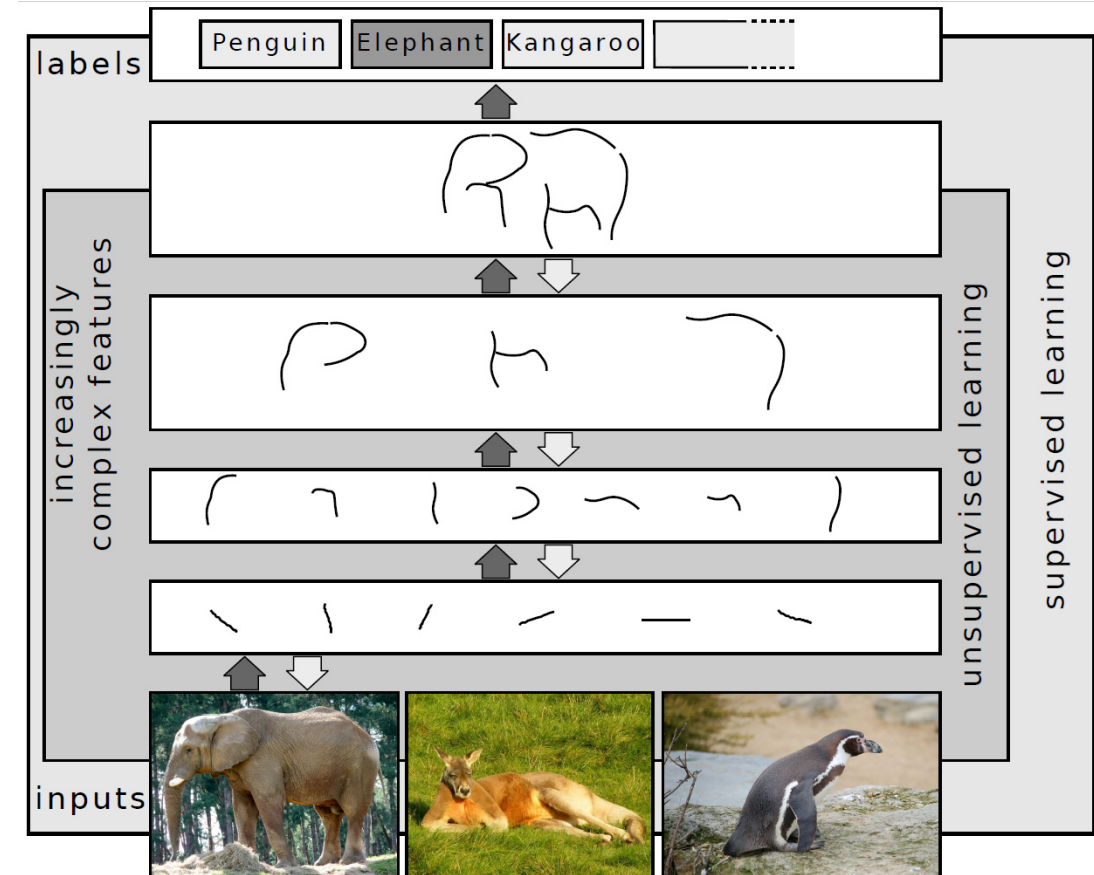 Penguin
Elephant
Kangaroo
labels
increasingly
complex features
unsupervised learning
supervised learning
inputs